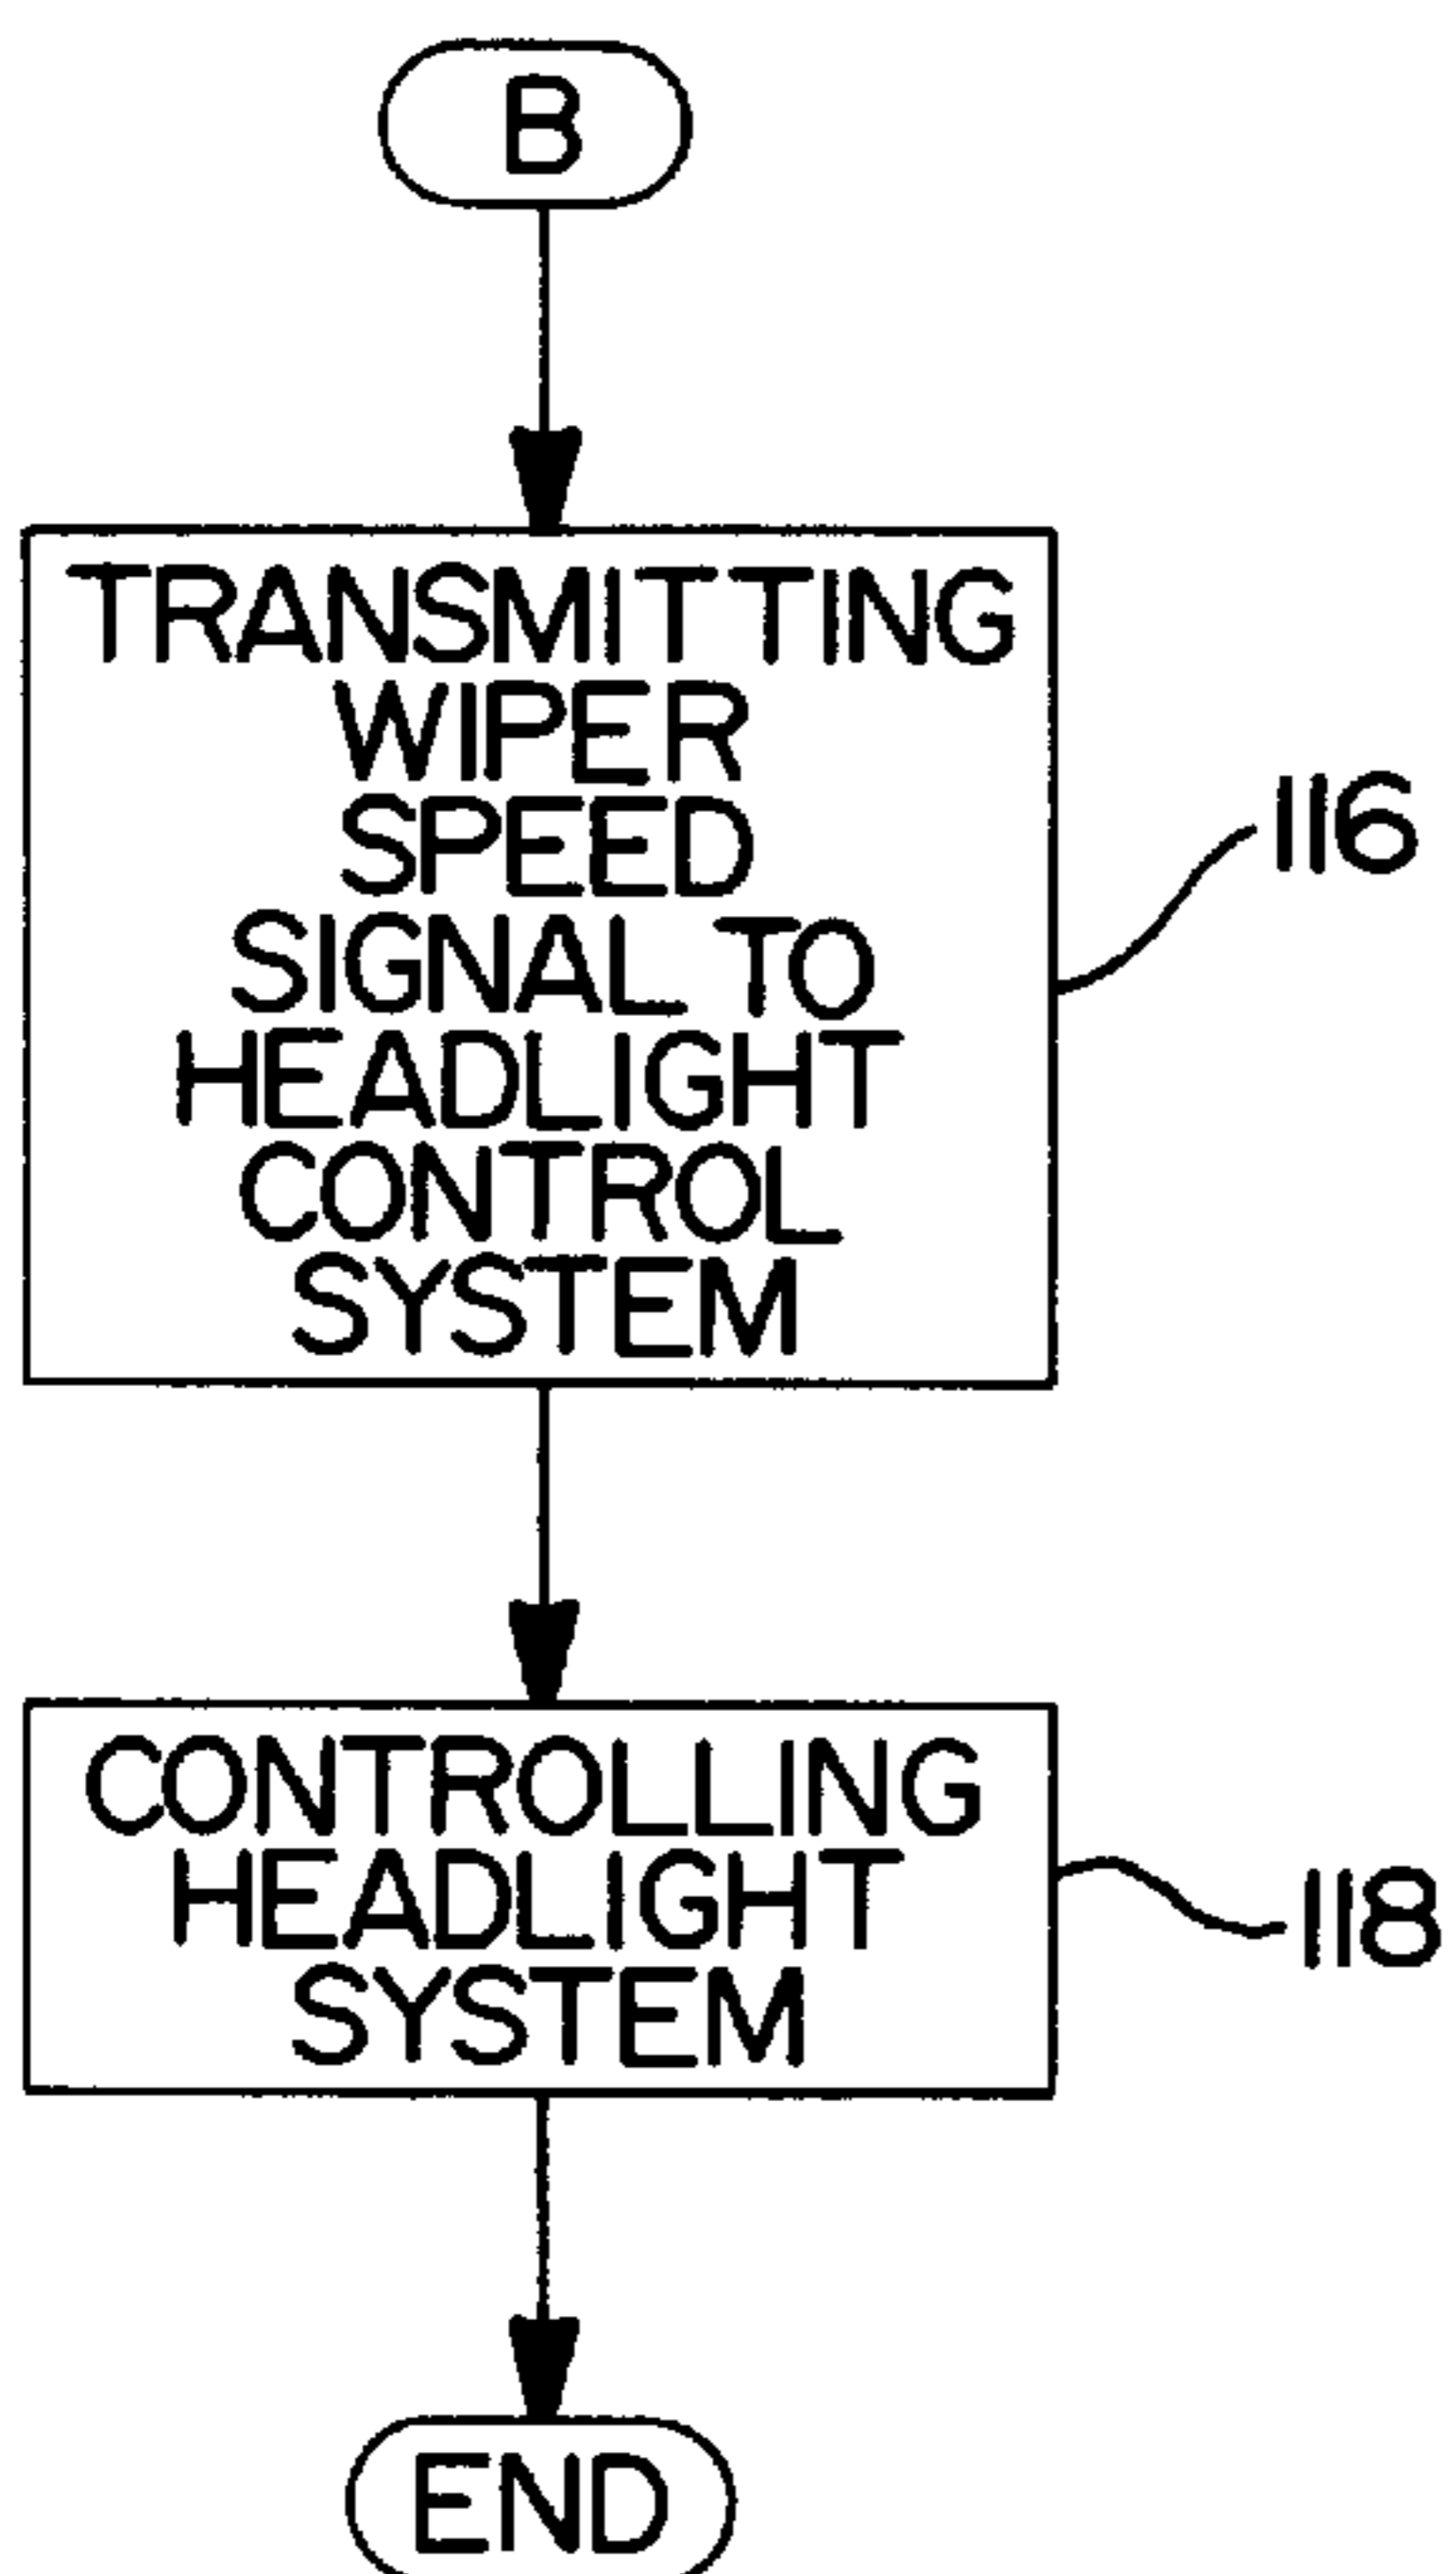 B
TRANSMITTING
WIPER
SPEED
SIGNAL TO
HEADLIGHT
CONTROL
SYSTEM
116
CONTROLLING
HEADLIGHT
SYSTEM
118
END